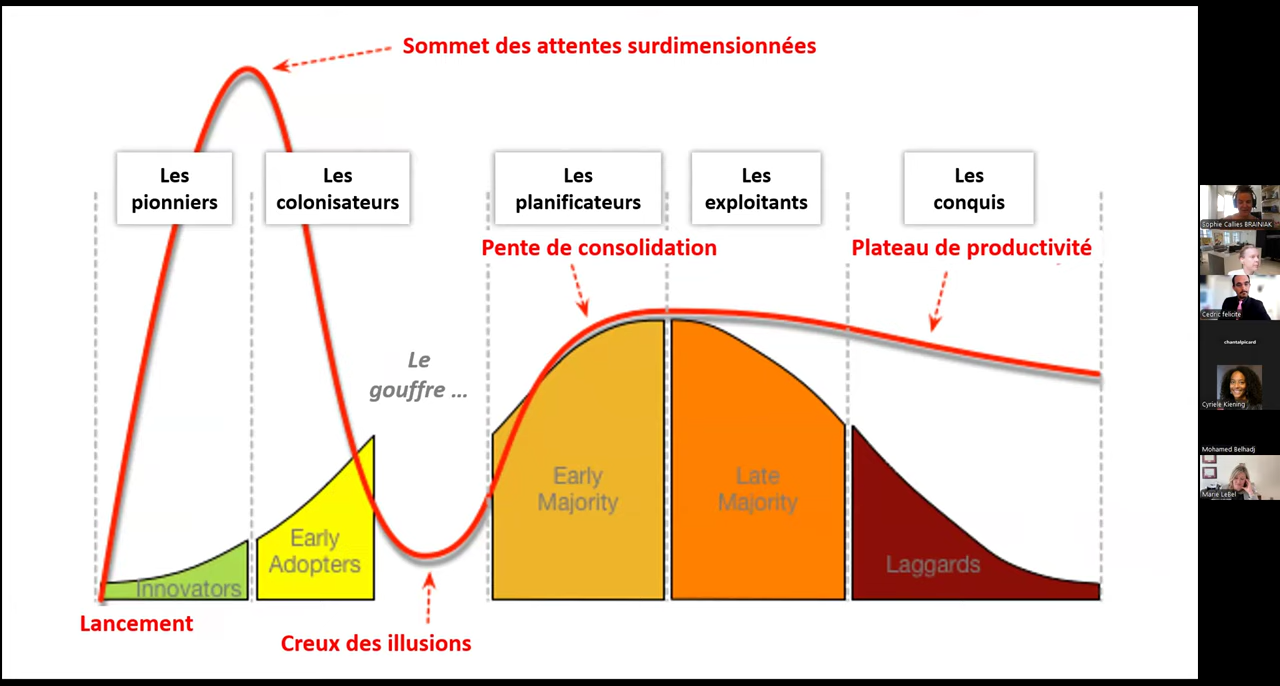 Sommet des attentes surdimensionnées
Les
pionniers
Les
colonisateurs
Les
planificateurs
Les
exploitants
Les
conquis
Pente de consolidation
Plateau de productivité
Le
gouffre ...
Early
Majority
Late
Majority
Early
Adopters
Innovators
Laggards
Lancement
Creux des illusions
Sophie Callies BRAINIAK
Cedric felicite
chantalpicard
Cyriele Kiening
Mohamed Belhadj
Marie LeBel